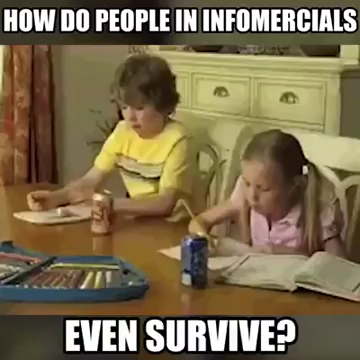 HOW DO PEOPLE IN INFOMERCIALS
EVEN SURVIVE?